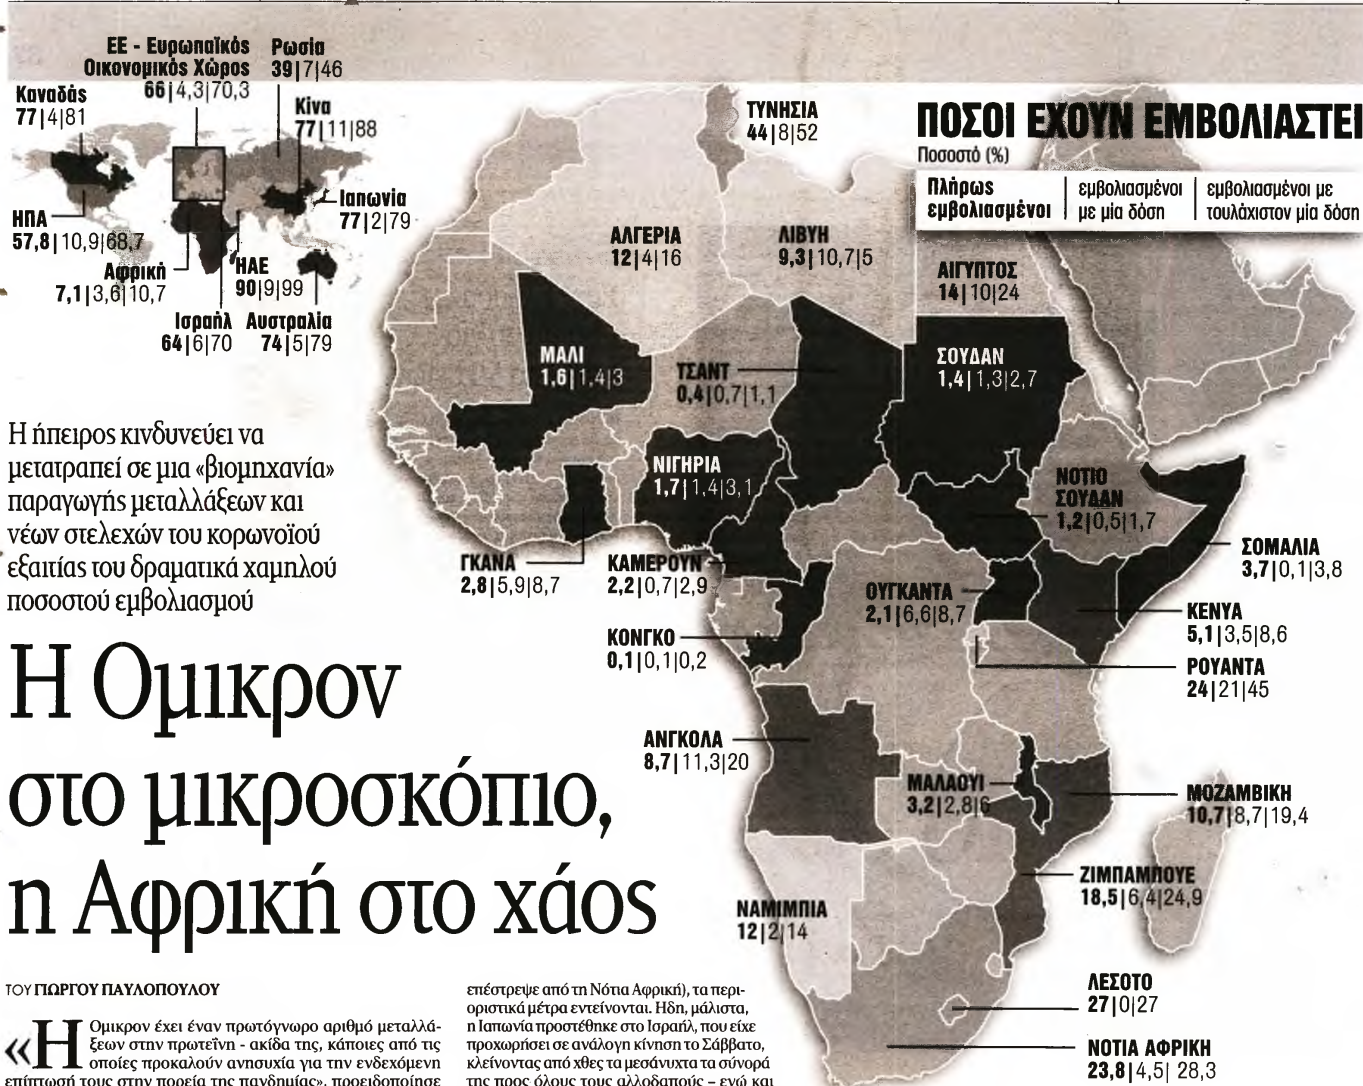 ΕΕ - Ευρωπαϊκός
Οικονομικός Χώρος
66|4,3|70,3
Ρωσία
39|7|46
Καναδάς
77|4|81
Κίνα
77|11|88
Ιαπωνία
77|2|79
ΗΠΑ
57,8|10,9|68,7
Αφρική
7,1|3,6|10,7
ΗΑΕ
90|9|99
Ισραήλ
64|6|70
Αυστραλία
74|5|79
ΠΟΣΟΙ ΕΧΟΥΝ ΕΜΒΟΛΙΑΣΤΕΙ
Ποσοστό (%)
Πλήρως
εμβολιασμένοι
εμβολιασμένοι
με μία δόση
εμβολιασμένοι με
τουλάχιστον μία δόση
ΤΥΝΗΣΙΑ
44|8|52
ΑΛΓΕΡΙΑ
12|4|16
ΛΙΒΥΗ
9,3|10,7|5
ΑΙΓΥΠΤΟΣ
14|10|24
ΜΑΛΙ
1,6|1,4|3
ΤΣΑΝΤ
0,4|0,7|1,1
ΣΟΥΔΑΝ
1,4|1,3|2,7
ΝΙΓΗΡΙΑ
1,7|1,4|3,1
ΝΟΤΙΟ
ΣΟΥΔΑΝ
1,2|0,5|1,7
ΓΚΑΝΑ
2,8|5,9|8,7
ΚΑΜΕΡΟΥΝ
2,2|0,7|2,9
ΟΥΓΚΑΝΤΑ
2,1|6,6|8,7
ΣΟΜΑΛΙΑ
3,7|0,1|3,8
ΚΕΝΥΑ
5,1|3,5|8,6
ΚΟΝΓΚΟ
0,1|0,1|0,2
ΡΟΥΑΝΤΑ
24|21|45
ΑΝΓΚΟΛΑ
8,7|11,3|20
ΜΑΛΑΟΥΙ
3,2|2,8|6
ΜΟΖΑΜΒΙΚΗ
10,7|8,7|19,4
ΖΙΜΠΑΜΠΟΥΕ
18,5|6,4|24,9
ΝΑΜΙΜΠΙΑ
12|2|14
ΛΕΣΟΤΟ
27|0|27
ΝΟΤΙΑ ΑΦΡΙΚΗ
23,8|4,5| 28,3
Η ήπειρος κινδυνεύει να
μετατραπεί σε μια «βιομηχανία»
παραγωγής μεταλλάξεων και
νέων στελεχών του κορωνοϊού
εξαιτίας του δραματικά χαμηλού
ποσοστού εμβολιασμού
Η Ομικρον
στο μικροσκόπιο,
η Αφρική στο χάος
ΤΟΥ ΓΙΩΡΓΟΥ ΠΑΥΛΟΠΟΥΛΟΥ
«Η Ομικρον έχει έναν πρωτόγνωρο αριθμό μεταλλά-
ξεων στην πρωτεΐνη - ακίδα της, κάποιες από τις
οποίες προκαλούν ανησυχία για την ενδεχόμενη
επίπτωσή τους στην πορεία της πανδημίας», προειδοποίησε
επέστρεψε από τη Νότια Αφρική), τα περι-
οριστικά μέτρα εντείνονται. Ηδη, μάλιστα,
η Ιαπωνία προστέθηκε στο Ισραήλ, που είχε
προχωρήσει σε ανάλογη κίνηση το Σάββατο,
κλείνοντας από χθες τα μεσάνυχτα τα σύνορά
της προς όλους τους αλλοδαπούς – ενώ και